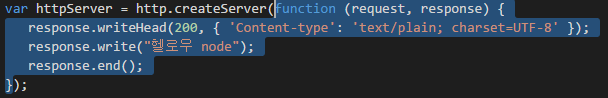 var httpServer = http.createServer(function (request, response) {
    response.writeHead(200, { 'Content-type': 'text/plain; charset=UTF-8' });
    response.write("헬로우 node");
    response.end();
});